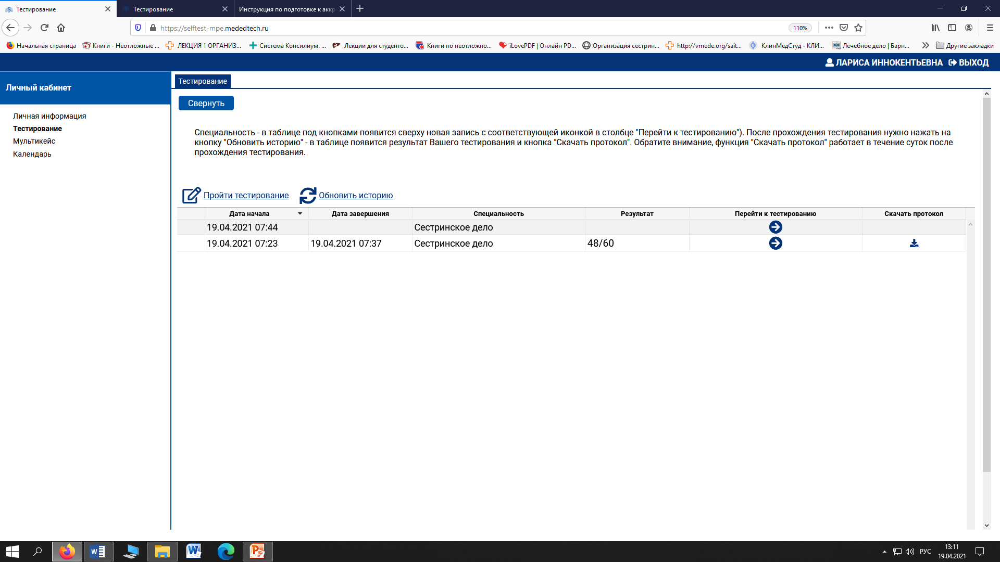 Тестирование
Тестирование
Инструкция по подготовке к аккр
https://selftest-mpe.mededtech.ru
110%
Начальная страница
Книги - Неотложные ...
ЛЕКЦИЯ 1 ОРГАНИЗ...
Система Консилиум. ...
Лекции для студенто...
Книги по неотложно...
iLovePDF | Онлайн PD...
Организация сестрин...
http://vmede.org/sait...
КлинМедСтуд - КЛИ...
Лечебное дело | Барн...
Другие закладки
ЛАРИСА ИННОКЕНТЬЕВНА ВЫХОД
Личный кабинет
Личная информация
Тестирование
Мультикейс
Календарь
Тестирование
Свернуть
Специальность - в таблице под кнопками появится сверху новая запись с соответствующей иконкой в столбце "Перейти к тестированию"). После прохождения тестирования нужно нажать на
кнопку "Обновить историю" - в таблице появится результат Вашего тестирования и кнопка "Скачать протокол". Обратите внимание, функция "Скачать протокол" работает в течение суток после
прохождения тестирования.
Пройти тестирование Обновить историю
Дата начала Дата завершения Специальность Результат Перейти к тестированию Скачать протокол
19.04.2021 07:44 Сестринское дело
19.04.2021 07:23 19.04.2021 07:37 Сестринское дело 48/60
РУС
13:11
19.04.2021